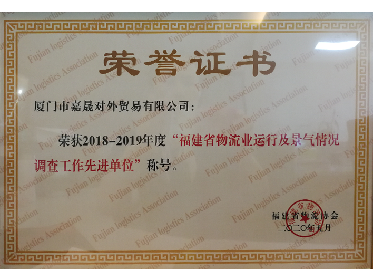 荣誉证书
厦门市嘉晟对外贸易有限公司：
荣获2018-2019年度“福建省物流业运行及景气情况
调查工作先进单位”称号。
福建省物流协会
Fujian logistics Association